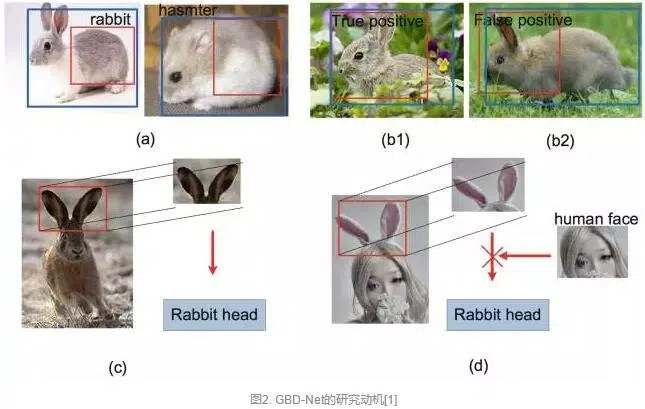 rabbit
hasmter
True positive
False positive
(a)
(b1)
(b2)
human face
Rabbit head
Rabbit head
(c)
(d)
图2. GBD-Net的研究动机[1]